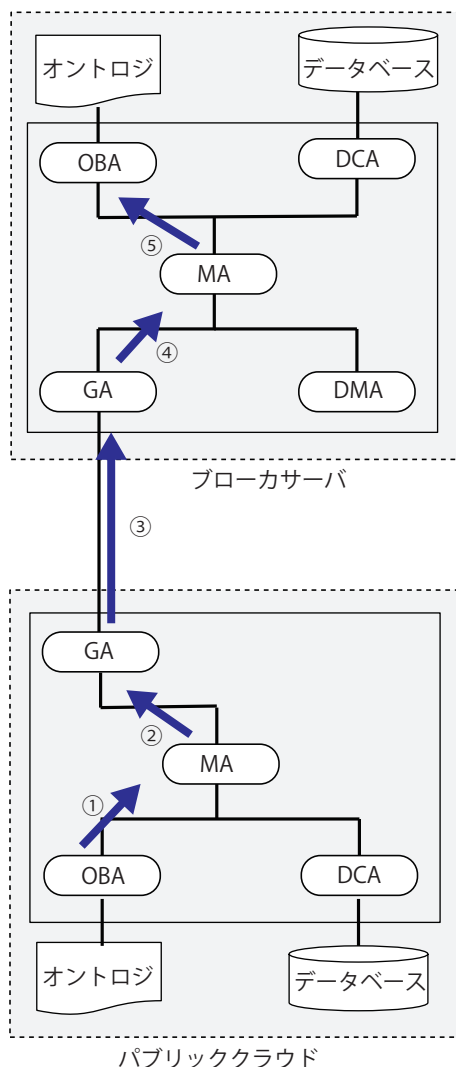 オントロジ
データベース
OBA
DCA
⑤
MA
④
GA
DMA
ブローカサーバ
③
GA
②
MA
①
OBA
DCA
オントロジ
データベース
パブリッククラウド